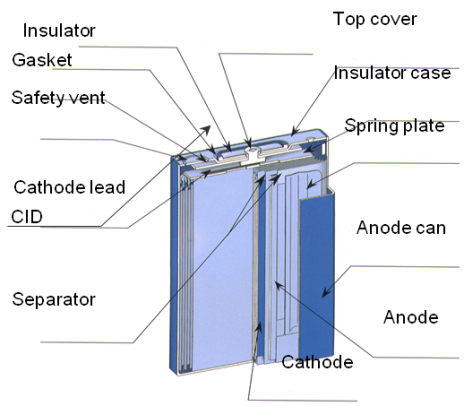 Insulator
Top cover
Gasket
Insulator case
Safety vent
Spring plate
Cathode lead
CID
Anode can
Separator
Anode
Cathode